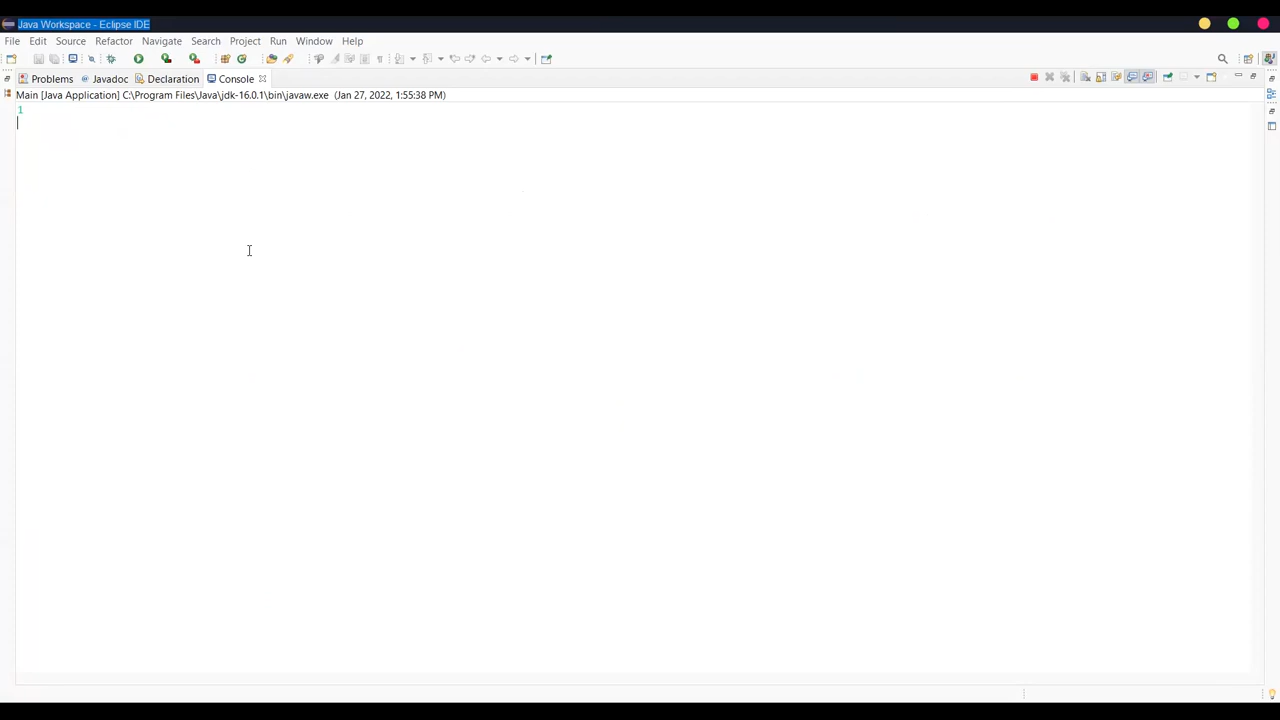 Java Workspace - Eclipse IDE
File Edit Source Refactor Navigate Search Project Run Window Help
Problems Javadoc Declaration Console
Main [Java Application] C:\Program Files\Java\jdk-16.0.1\bin\javaw.exe (Jan 27, 2022, 1:55:38 PM)
1